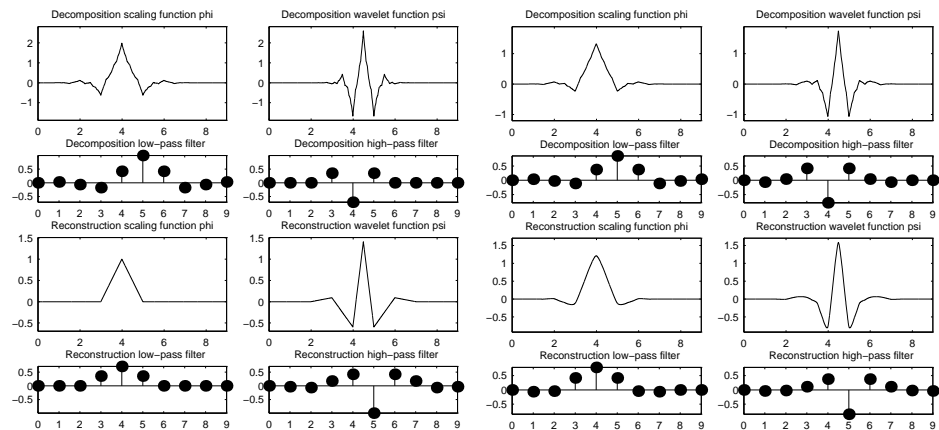 Decomposition scaling function phi
2
1
0
−1
0 2 4 6 8
Decomposition low−pass filter
0.5
0
−0.5
0 1 2 3 4 5 6 7 8 9
Reconstruction scaling function phi
1.5
1
0.5
0
−0.5
0 2 4 6 8
Reconstruction low−pass filter
0.5
0
−0.5
0 1 2 3 4 5 6 7 8 9
Decomposition wavelet function psi
2
1
0
−1
0 2 4 6 8
Decomposition high−pass filter
0.5
0
−0.5
0 1 2 3 4 5 6 7 8 9
Reconstruction wavelet function psi
1.5
1
0.5
0
−0.5
0 2 4 6 8
Reconstruction high−pass filter
0.5
0
−0.5
0 1 2 3 4 5 6 7 8 9
Decomposition scaling function phi
1
0
−1
0 2 4 6 8
Decomposition low−pass filter
0.5
0
−0.5
0 1 2 3 4 5 6 7 8 9
Reconstruction scaling function phi
1.5
1
0.5
0
−0.5
0 2 4 6 8
Reconstruction low−pass filter
0.5
0
−0.5
0 1 2 3 4 5 6 7 8 9
Decomposition wavelet function psi
1
0
−1
0 2 4 6 8
Decomposition high−pass filter
0.5
0
−0.5
0 1 2 3 4 5 6 7 8 9
Reconstruction wavelet function psi
1.5
1
0.5
0
−0.5
0 2 4 6 8
Reconstruction high−pass filter
0.5
0
−0.5
0 1 2 3 4 5 6 7 8 9